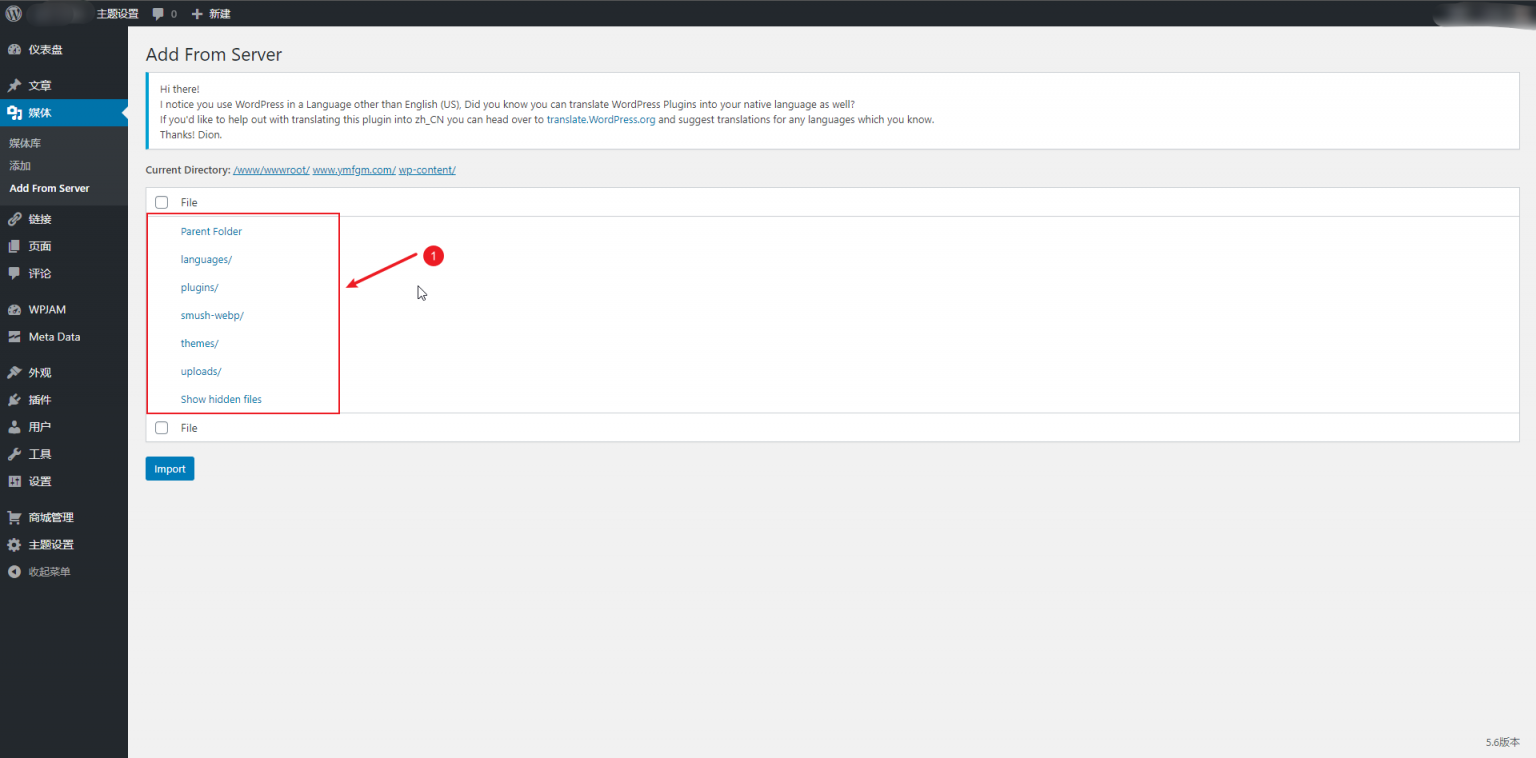 主题设置 0 新建
仪表盘
文章
媒体
媒体库
添加
Add From Server
链接
页面
评论
WPJAM
Meta Data
外观
插件
用户
工具
设置
商城管理
主题设置
收起菜单
Add From Server
Hi there!
I notice you use WordPress in a Language other than English (US), Did you know you can translate WordPress Plugins into your native language as well?
If you'd like to help out with translating this plugin into zh_CN you can head over to translate.WordPress.org and suggest translations for any languages which you know.
Thanks! Dion.
Current Directory: /www/wwwroot/ www.ymfgm.com/ wp-content/
File
Parent Folder
languages/
1
plugins/
smush-webp/
themes/
uploads/
Show hidden files
File
Import
5.6版本